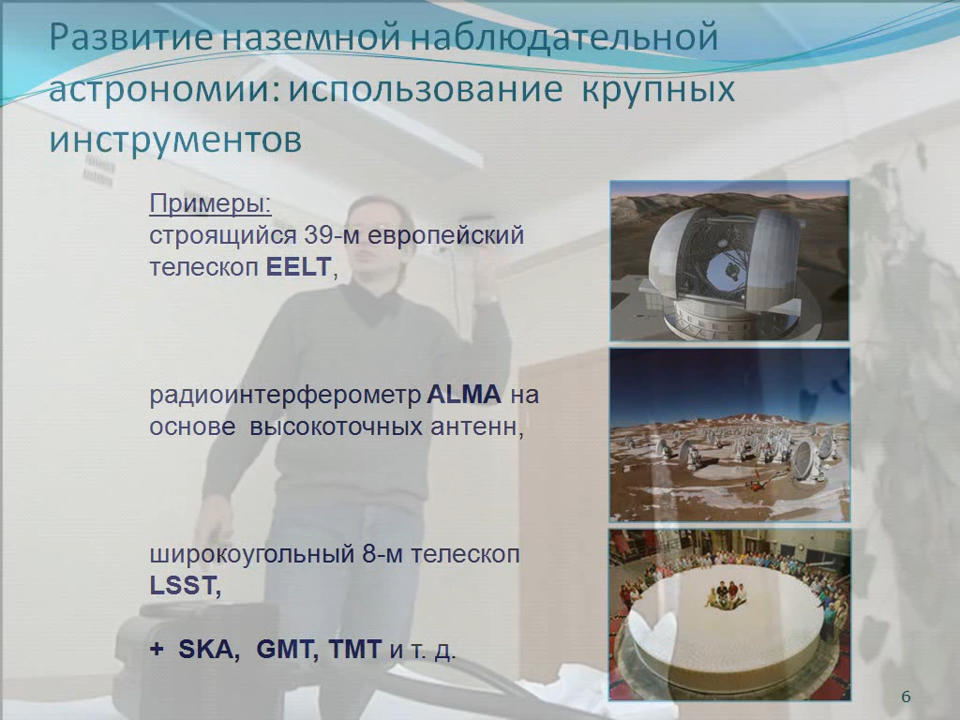 Развитие наземной наблюдательной
астрономии: использование крупных
инструментов
Примеры:
строящийся 39-м европейский
телескоп EELT,
радиоинтерферометр ALMA на
основе высокоточных антенн,
широкоугольный 8-м телескоп
LSST,
+ SKA, GMT, TMT и т. д.
6